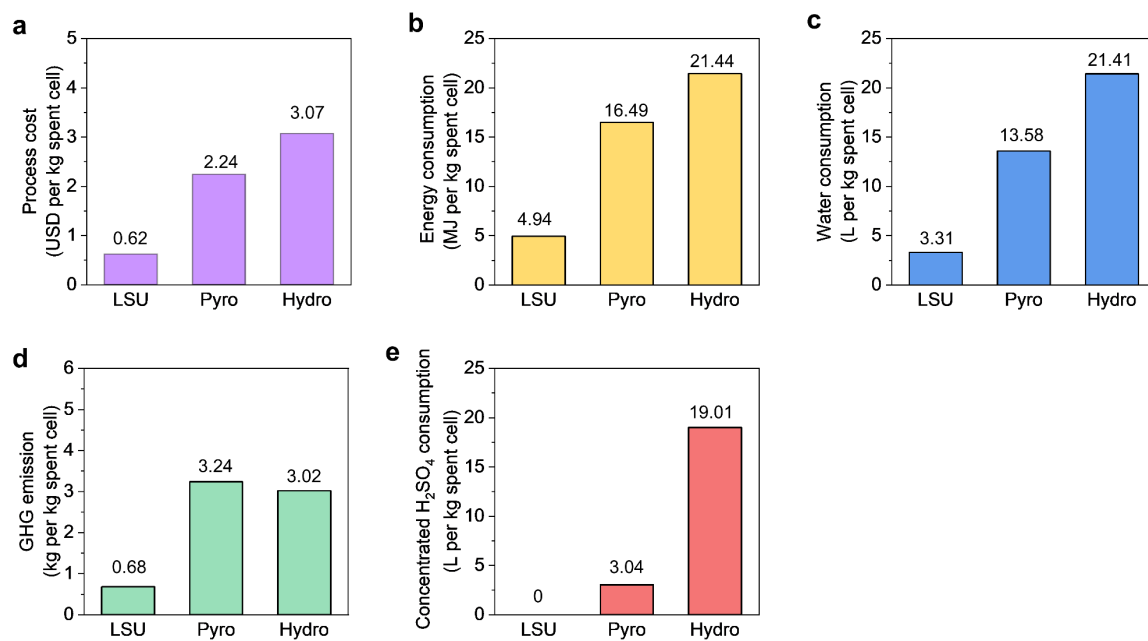 a
Process cost
(USD per kg spent cell)
5
4
3
2
1
0
0.62
2.24
3.07
LSU Pyro Hydro
b
Energy consumption
(MJ per kg spent cell)
25
20
15
10
5
0
4.94
16.49
21.44
LSU Pyro Hydro
c
Water consumption
(L per kg spent cell)
25
20
15
10
5
0
3.31
13.58
21.41
LSU Pyro Hydro
d
GHG emission
(kg per kg spent cell)
6
5
4
3
2
1
0
0.68
3.24
3.02
LSU Pyro Hydro
e
Concentrated H₂SO₄ consumption
(L per kg spent cell)
25
20
15
10
5
0
0
3.04
19.01
LSU Pyro Hydro